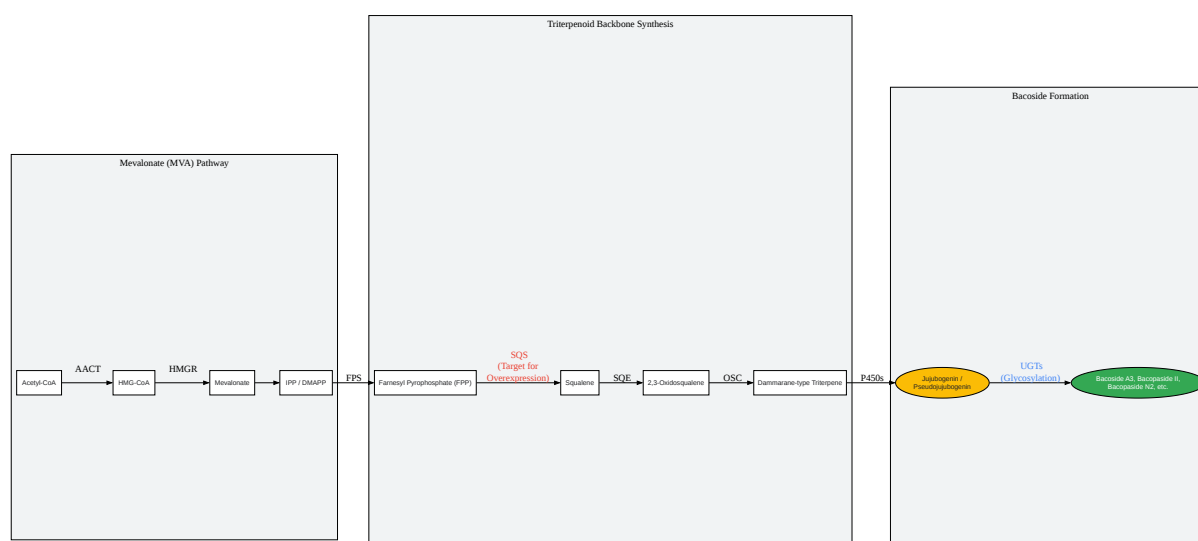 Triterpenoid Backbone Synthesis
Bacoside Formation
Mevalonate (MVA) Pathway
Acetyl-CoA
AACT
HMG-CoA
HMGR
Mevalonate
IPP / DMAPP
FPS
Farnesyl Pyrophosphate (FPP)
SQS
(Target for
Overexpression)
Squalene
SQE
2,3-Oxidosqualene
OSC
Dammarane-type Triterpene
P450s
Jujubogenin /
Pseudojujubogenin
UGTs
(Glycosylation)
Bacoside A3, Bacopaside II,
Bacopaside N2, etc.